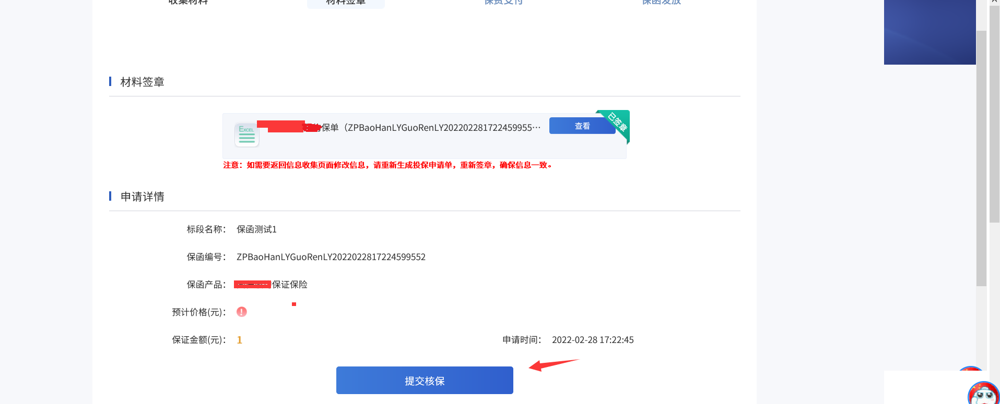 收集材料 材料签章 保费支付 保函发放
材料签章
EXCEL
保单（ZPBaoHanLYGuoRenLY202202281722459955… 查看 已签章
注意：如需要返回信息收集页面修改信息，请重新生成投保申请单，重新签章，确保信息一致。
申请详情
标段名称： 保函测试1
保函编号： ZPBaoHanLYGuoRenLY2022022817224599552
保函产品： 保证保险
预计价格(元)： !
保证金额(元)： 1 申请时间： 2022-02-28 17:22:45
提交核保